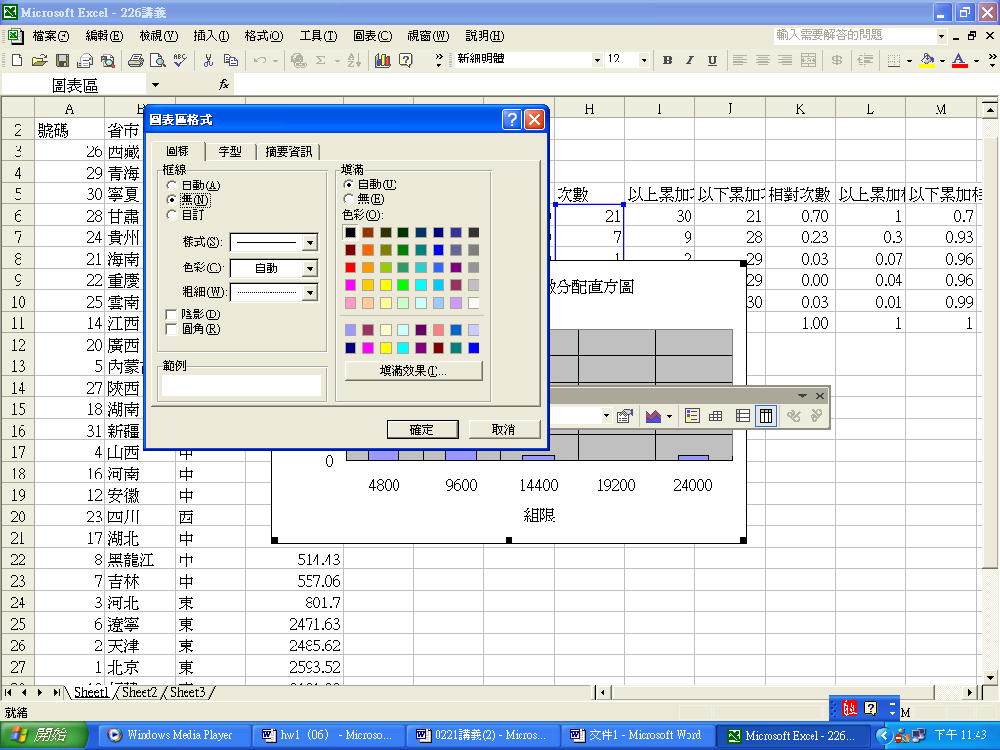 Microsoft Excel - 226講義
檔案(F) 編輯(E) 檢視(V) 插入(I) 格式(O) 工具(T) 圖表(C) 視窗(W) 說明(H) 輸入需要解答的問題
新細明體 12 B I U $
圖表區 fx
A B H I J K L M
2 號碼 省市
3 26 西藏
4 29 青海
5 30 寧夏 次數 以上累加次 以下累加次 相對次數 以上累加相 以下累加相
6 28 甘肅 21 30 21 0.70 1 0.7
7 24 貴州 7 9 28 0.23 0.3 0.93
8 21 海南 1 2 29 0.03 0.07 0.96
9 22 重慶 29 0.00 0.04 0.96
10 25 雲南 30 0.03 0.01 0.99
11 14 江西 1.00 1 1
12 20 廣西
13 5 內蒙古
14 27 陝西
15 18 湖南
16 31 新疆
17 4 山西 中
18 16 河南 中
19 12 安徽 中
20 23 四川 西
21 17 湖北 中
22 8 黑龍江 中 514.43
23 7 吉林 中 557.06
24 3 河北 東 801.7
25 6 遼寧 東 2471.63
26 2 天津 東 2485.62
27 1 北京 東 2593.52
數分配直方圖
0
4800 9600 14400 19200 24000
組限
圖表區格式
圖樣 字型 摘要資訊
框線
自動(A)
無(N)
自訂
樣式(S):
色彩(C): 自動
粗細(W):
陰影(D)
圓角(R)
範例
填滿
自動(U)
無(E)
色彩(O):
填滿效果(I)...
確定 取消
Sheet1 Sheet2 Sheet3
就緒
M
開始 Windows Media Player hw1（06） - Microso... 0221講義(2) - Micros... 文件1 - Microsoft Word Microsoft Excel - 226... 下午 11:43